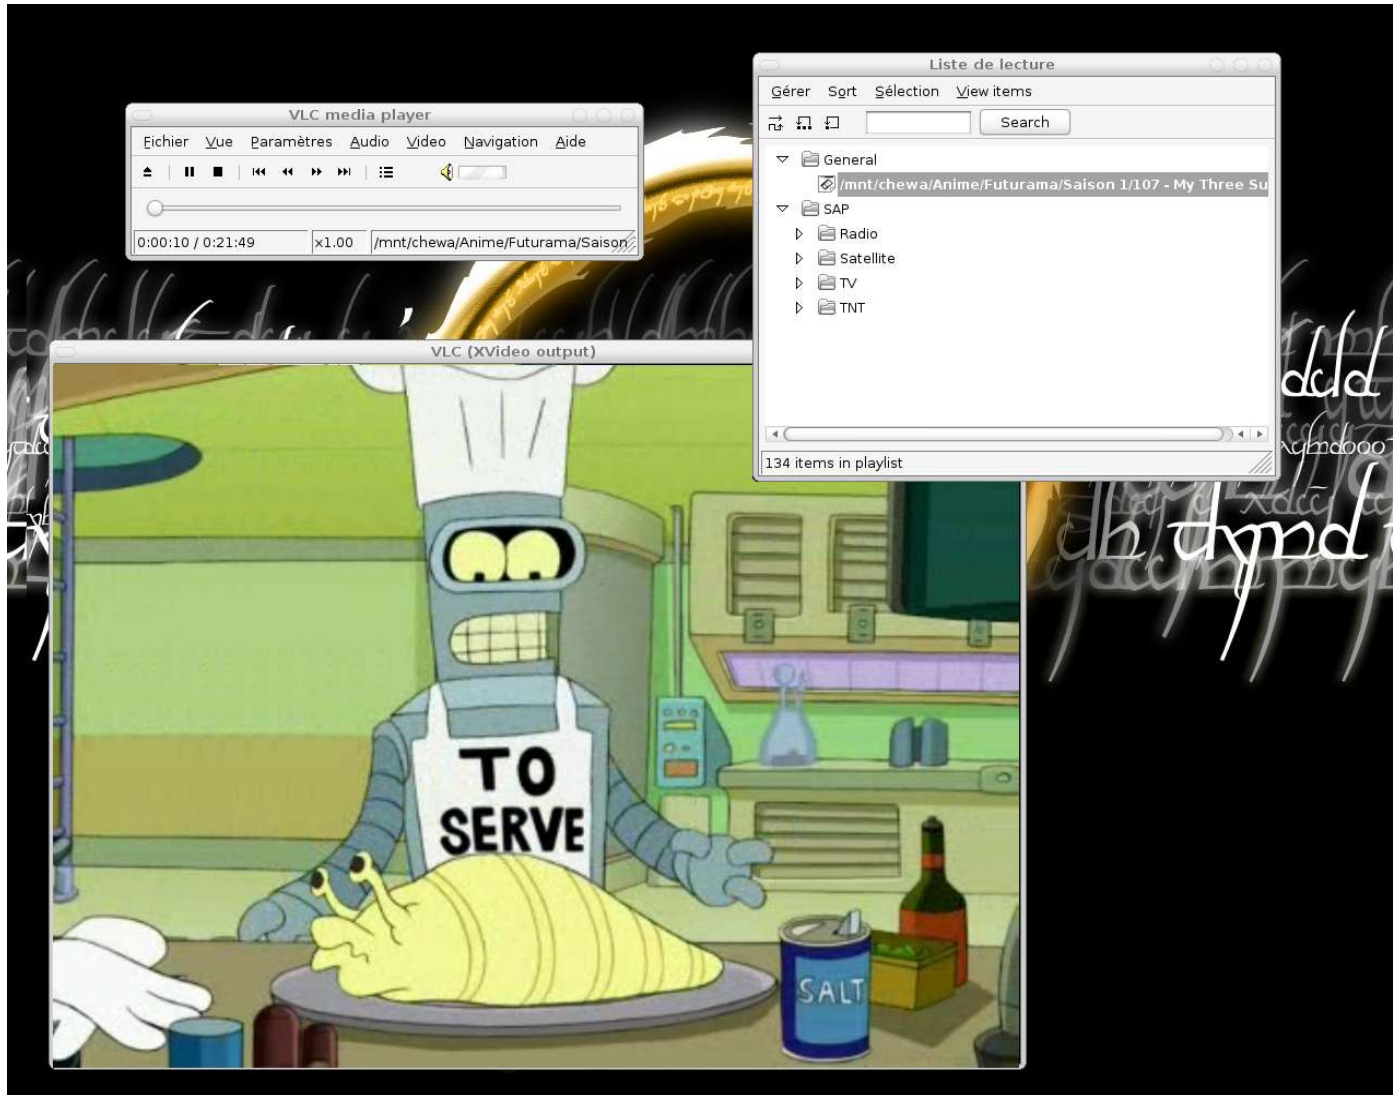 VLC media player
Fichier Vue Paramètres Audio Video Navigation Aide
0:00:10 / 0:21:49 x1.00 /mnt/chewa/Anime/Futurama/Saison
Liste de lecture
Gérer Sort Sélection View items
Search
General
/mnt/chewa/Anime/Futurama/Saison 1/107 - My Three Su
SAP
Radio
Satellite
TV
TNT
134 items in playlist
VLC (XVideo output)
TO
SERVE
SALT